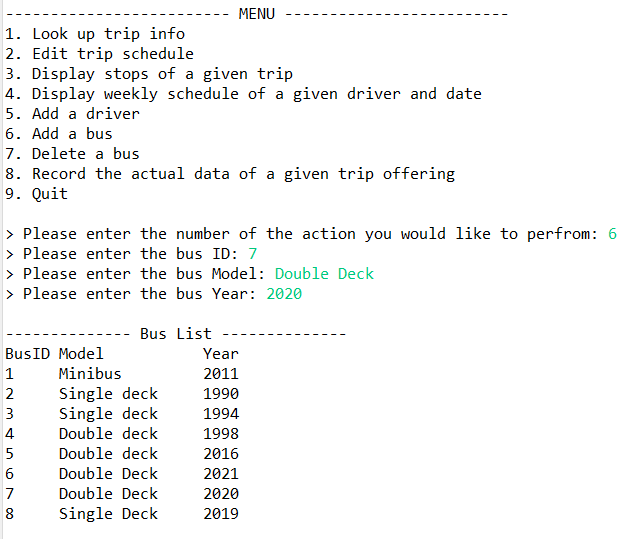 ------------------------- MENU -------------------------
1. Look up trip info
2. Edit trip schedule
3. Display stops of a given trip
4. Display weekly schedule of a given driver and date
5. Add a driver
6. Add a bus
7. Delete a bus
8. Record the actual data of a given trip offering
9. Quit
> Please enter the number of the action you would like to perfrom: 6
> Please enter the bus ID: 7
> Please enter the bus Model: Double Deck
> Please enter the bus Year: 2020
-------------- Bus List --------------
BusID Model Year
1 Minibus 2011
2 Single deck 1990
3 Single deck 1994
4 Double deck 1998
5 Double deck 2016
6 Double Deck 2021
7 Double Deck 2020
8 Single Deck 2019